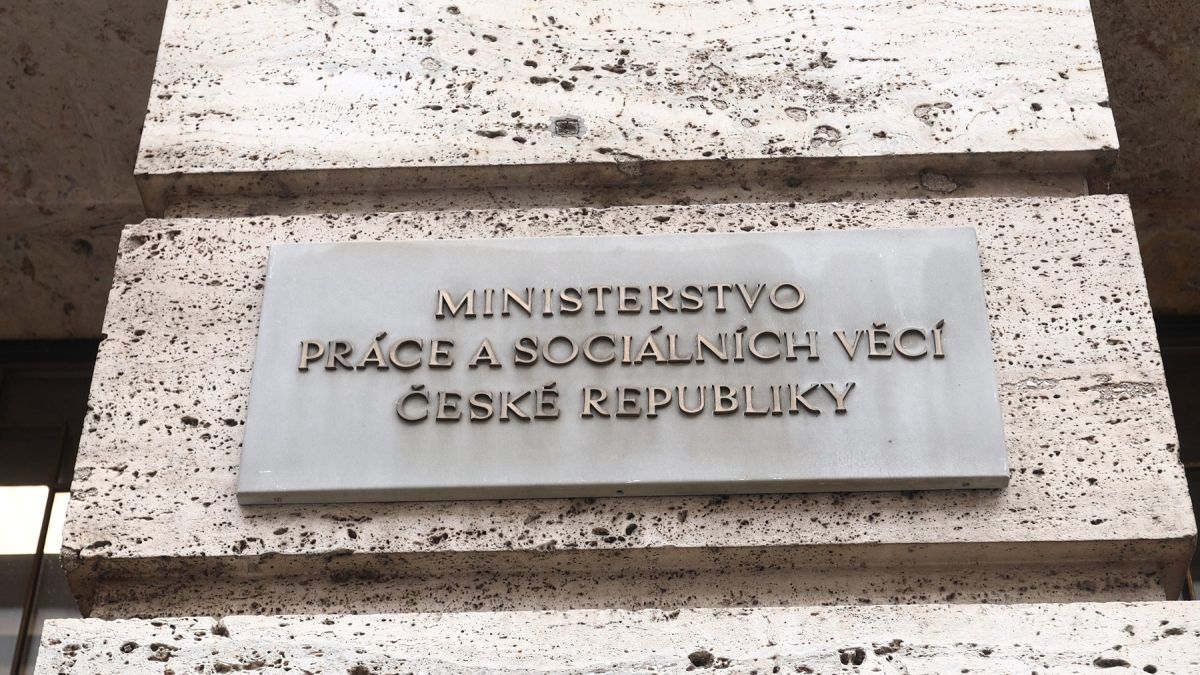 MINISTERSTVO
PRÁCE A SOCIÁLNÍCH VĚCÍ
ČESKÉ REPUBLIKY